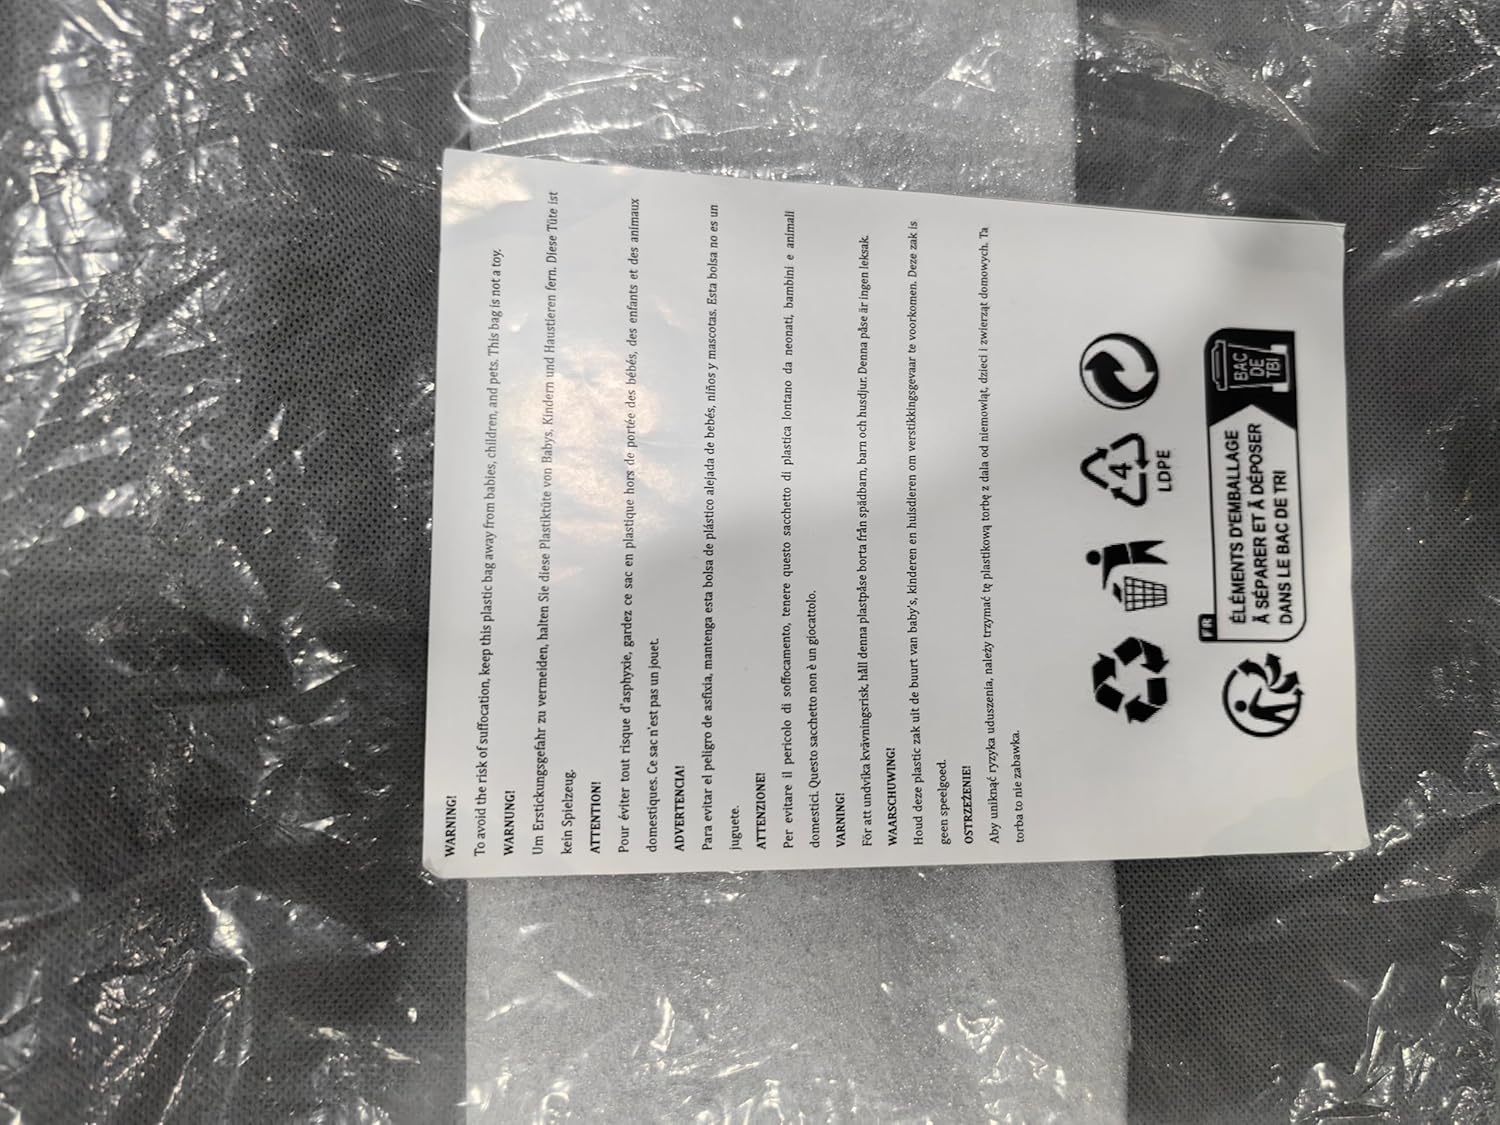 WARNING!
To avoid the risk of suffocation, keep this plastic bag away from babies, children, and pets. This bag is not a toy.
WARNUNG!
Um Erstickungsgefahr zu vermeiden, halten Sie diese Plastiktüte von Babys, Kindern und Haustieren fern. Diese Tüte ist
kein Spielzeug.
ATTENTION!
Pour éviter tout risque d'asphyxie, gardez ce sac en plastique hors de portée des bébés, des enfants et des animaux
domestiques. Ce sac n'est pas un jouet.
ADVERTENCIA!
Para evitar el peligro de asfixia, mantenga esta bolsa de plástico alejada de bebés, niños y mascotas. Esta bolsa no es un
juguete.
ATTENZIONE!
Per evitare il pericolo di soffocamento, tenere questo sacchetto di plastica lontano da neonati, bambini e animali
domestici. Questo sacchetto non è un giocattolo.
VARNING!
För att undvika kvävningsrisk, håll denna plastpåse borta från spädbarn, barn och husdjur. Denna påse är ingen leksak.
WAARSCHUWING!
Houd deze plastic zak uit de buurt van baby's, kinderen en huisdieren om verstikkingsgevaar te voorkomen. Deze zak is
geen speelgoed.
OSTRZEŻENIE!
Aby uniknąć ryzyka uduszenia, należy trzymać tę plastikową torbę z dala od niemowląt, dzieci i zwierząt domowych. Ta
torba to nie zabawka.
4
LDPE
FR
ÉLÉMENTS D'EMBALLAGE
À SÉPARER ET À DÉPOSER
DANS LE BAC DE TRI
BAC
DE
TRI